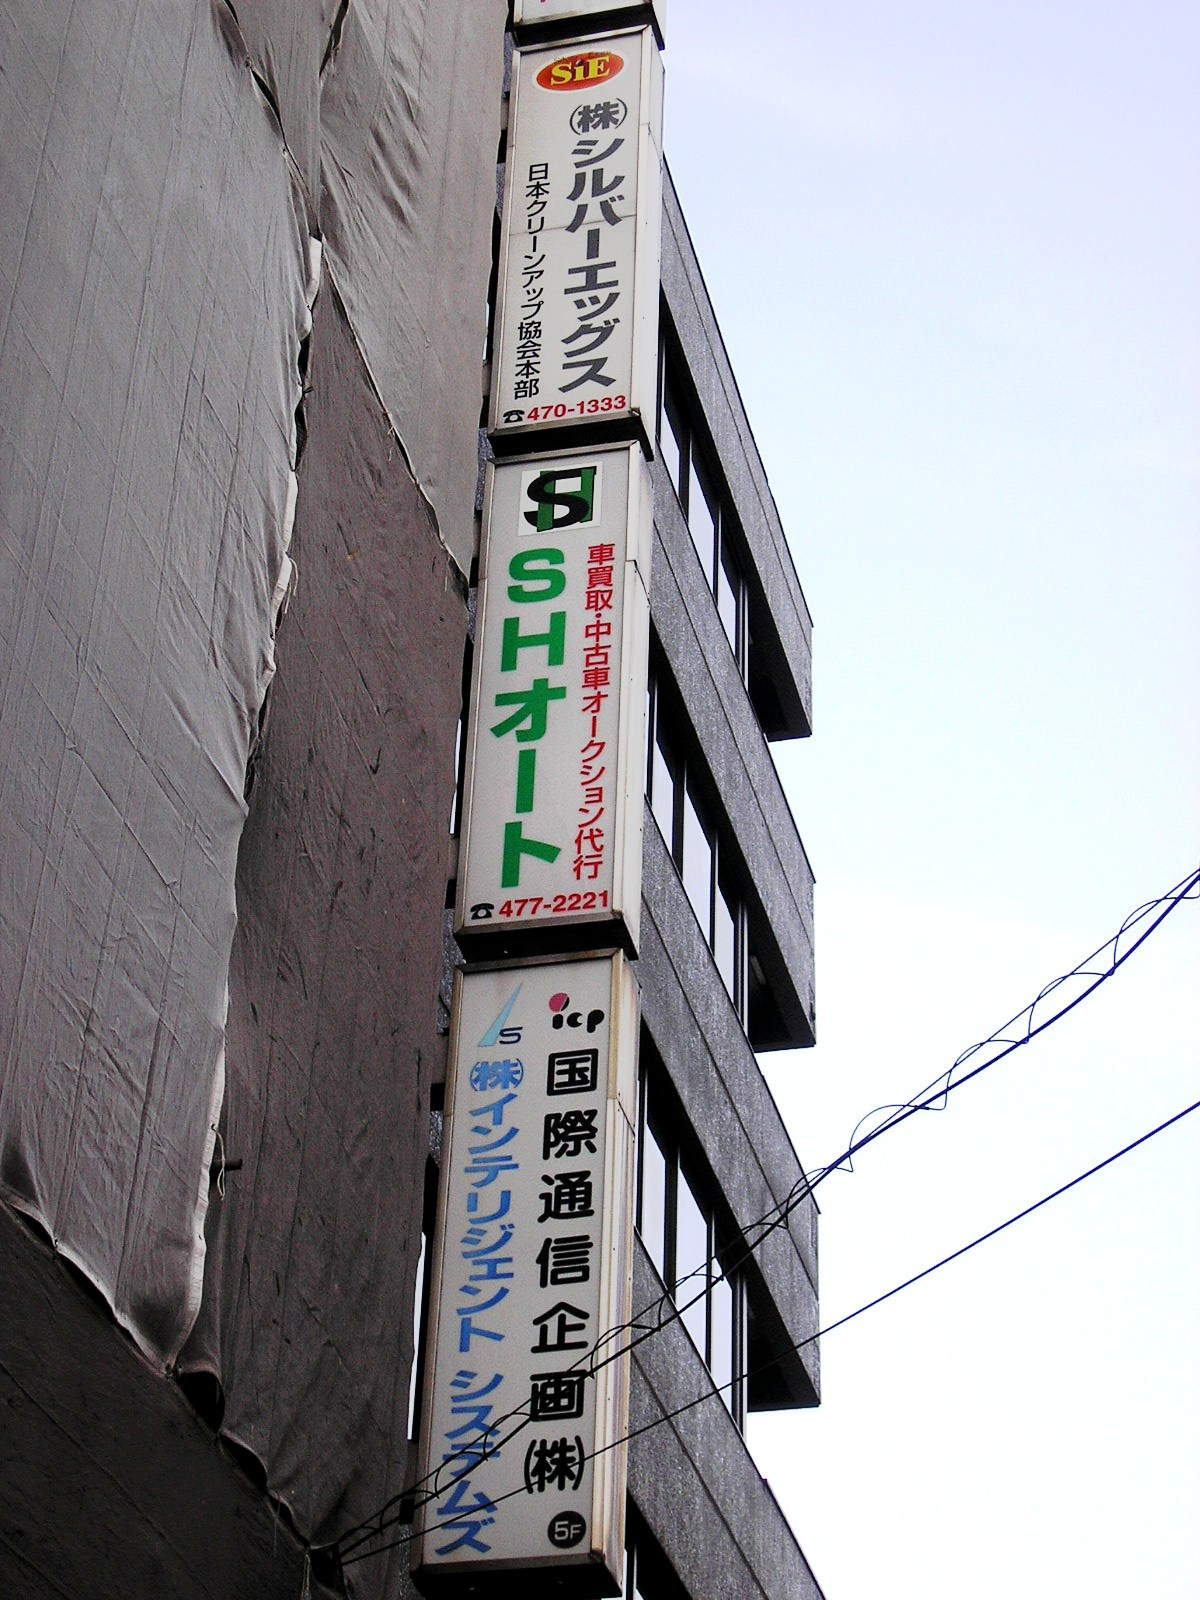 SiE
㈱シルバーエッグス
日本クリーンアップ協会本部
☎470-1333
SH
車買取・中古車オークション代行
SHオート
☎477-2221
icp
国際通信企画(株)
5F
S
㈱インテリジェント システムズ